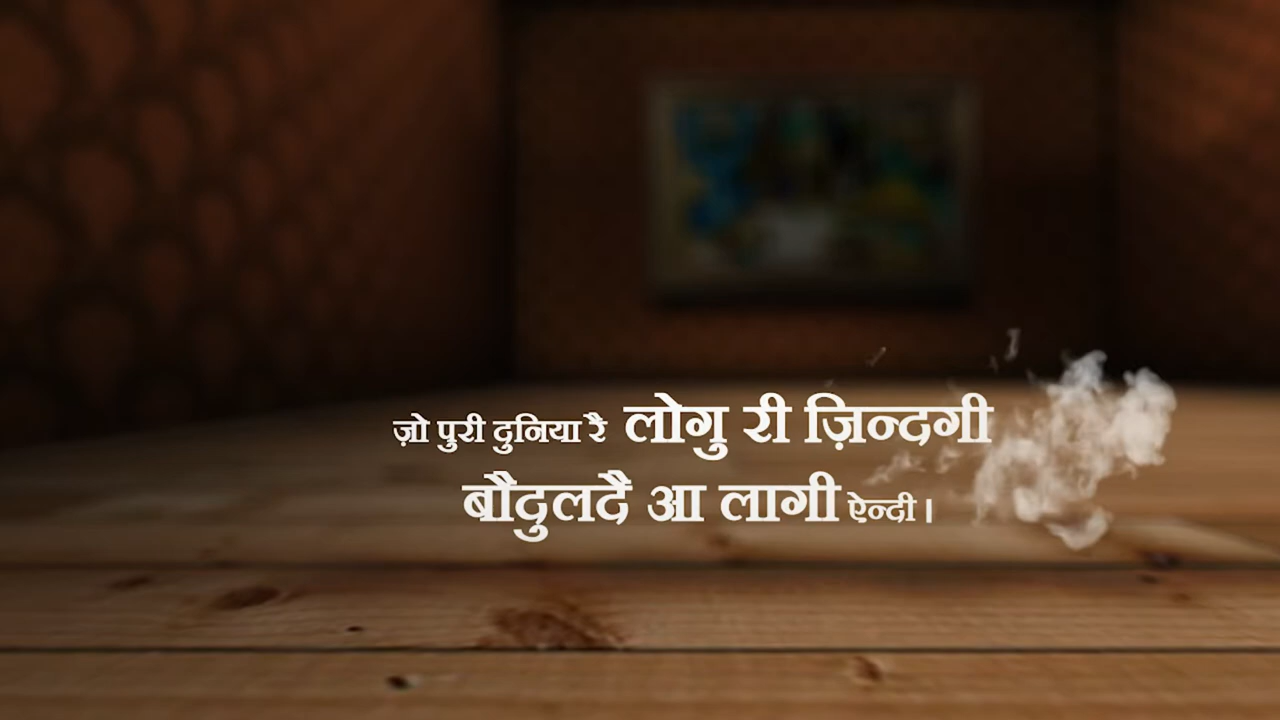 ज़ो पुरी दुनिया रै लोगु री ज़िन्दगी
बौदुलदै आ लागी ऐन्दी।